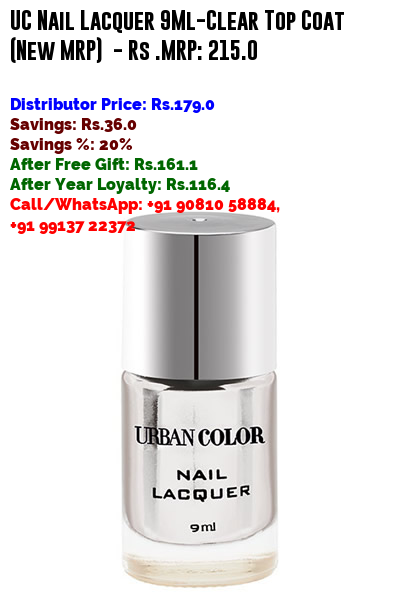 UC Nail Lacquer 9Ml-Clear Top Coat
(New MRP) - Rs .MRP: 215.0
Distributor Price: Rs.179.0
Savings: Rs.36.0
Savings %: 20%
After Free Gift: Rs.161.1
After Year Loyalty: Rs.116.4
Call/WhatsApp: +91 90810 58884,
+91 99137 22372
URBAN COLOR
NAIL
LACQUER
9ml